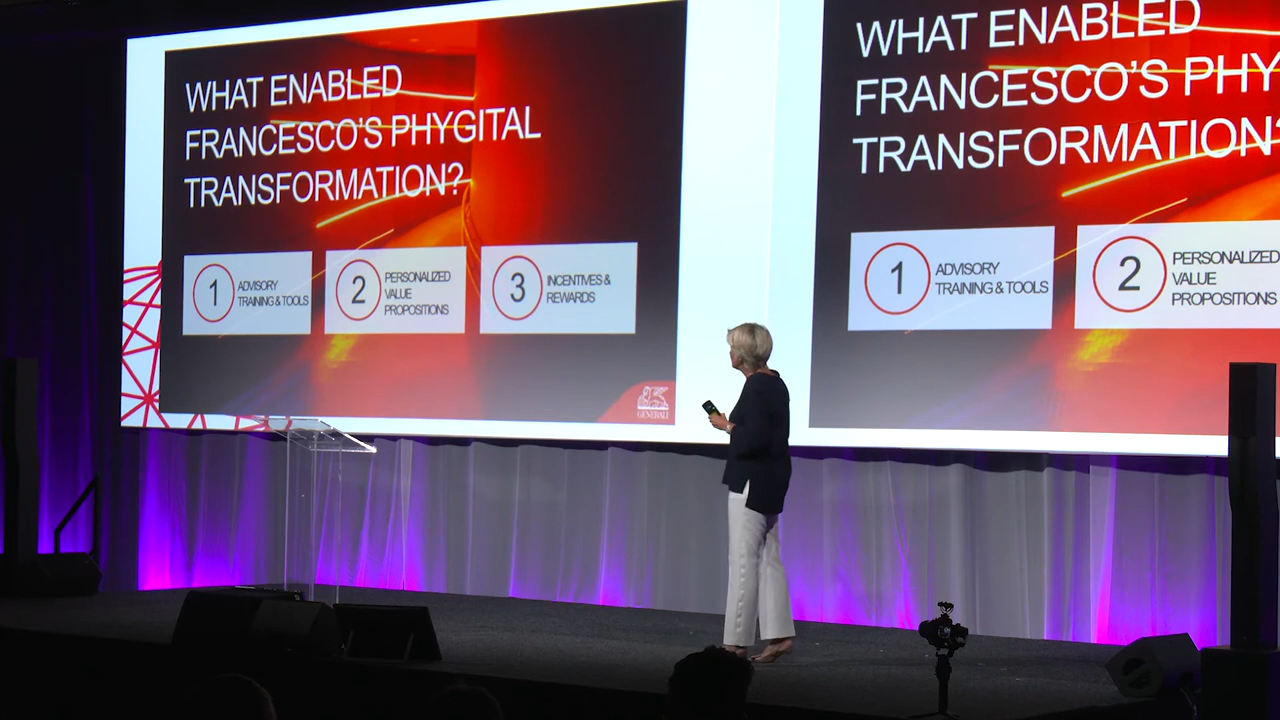 WHAT ENABLED
FRANCESCO'S PHYGITAL
TRANSFORMATION?
1
ADVISORY
TRAINING & TOOLS
2
PERSONALIZED
VALUE
PROPOSITIONS
3
INCENTIVES &
REWARDS
GENERALI
WHAT ENABLED
FRANCESCO'S PHY
TRANSFORMATION?
1
ADVISORY
TRAINING & TOOLS
2
PERSONALIZED
VALUE
PROPOSITIONS